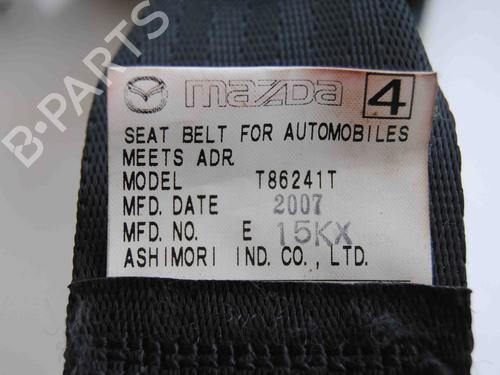 mazda 4
SEAT BELT FOR AUTOMOBILES
MEETS ADR
MODEL T86241T
MFD. DATE 2007
MFD. NO. E 15KX
ASHIMORI IND. CO., LTD.
B-PARTS